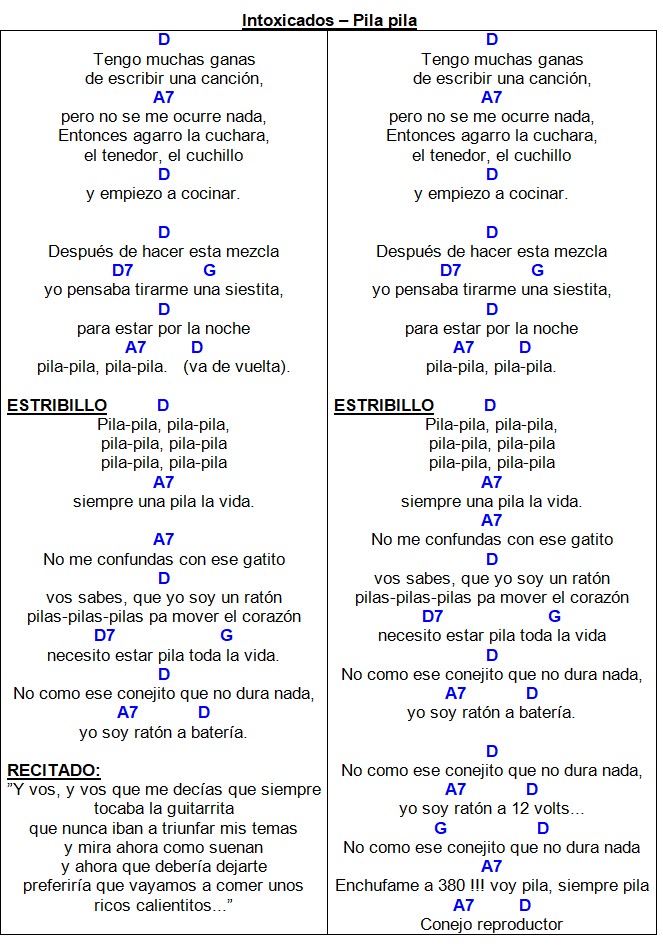 Intoxicados – Pila pila
D
Tengo muchas ganas
de escribir una canción,
A7
pero no se me ocurre nada,
Entonces agarro la cuchara,
el tenedor, el cuchillo
D
y empiezo a cocinar.
D
Después de hacer esta mezcla
D7 G
yo pensaba tirarme una siestita,
D
para estar por la noche
A7 D
pila-pila, pila-pila. (va de vuelta).
ESTRIBILLO D
Pila-pila, pila-pila,
pila-pila, pila-pila
pila-pila, pila-pila
A7
siempre una pila la vida.
A7
No me confundas con ese gatito
D
vos sabes, que yo soy un ratón
pilas-pilas-pilas pa mover el corazón
D7 G
necesito estar pila toda la vida.
D
No como ese conejito que no dura nada,
A7 D
yo soy ratón a batería.
RECITADO:
”Y vos, y vos que me decías que siempre
tocaba la guitarrita
que nunca iban a triunfar mis temas
y mira ahora como suenan
y ahora que debería dejarte
preferiría que vayamos a comer unos
ricos calientitos…”
D
Tengo muchas ganas
de escribir una canción,
A7
pero no se me ocurre nada,
Entonces agarro la cuchara,
el tenedor, el cuchillo
D
y empiezo a cocinar.
D
Después de hacer esta mezcla
D7 G
yo pensaba tirarme una siestita,
D
para estar por la noche
A7 D
pila-pila, pila-pila.
ESTRIBILLO D
Pila-pila, pila-pila,
pila-pila, pila-pila
pila-pila, pila-pila
A7
siempre una pila la vida.
A7
No me confundas con ese gatito
D
vos sabes, que yo soy un ratón
pilas-pilas-pilas pa mover el corazón
D7 G
necesito estar pila toda la vida
D
No como ese conejito que no dura nada,
A7 D
yo soy ratón a batería.
D
No como ese conejito que no dura nada,
A7 D
yo soy ratón a 12 volts…
G D
No como ese conejito que no dura nada
A7
Enchufame a 380 !!! voy pila, siempre pila
A7 D
Conejo reproductor